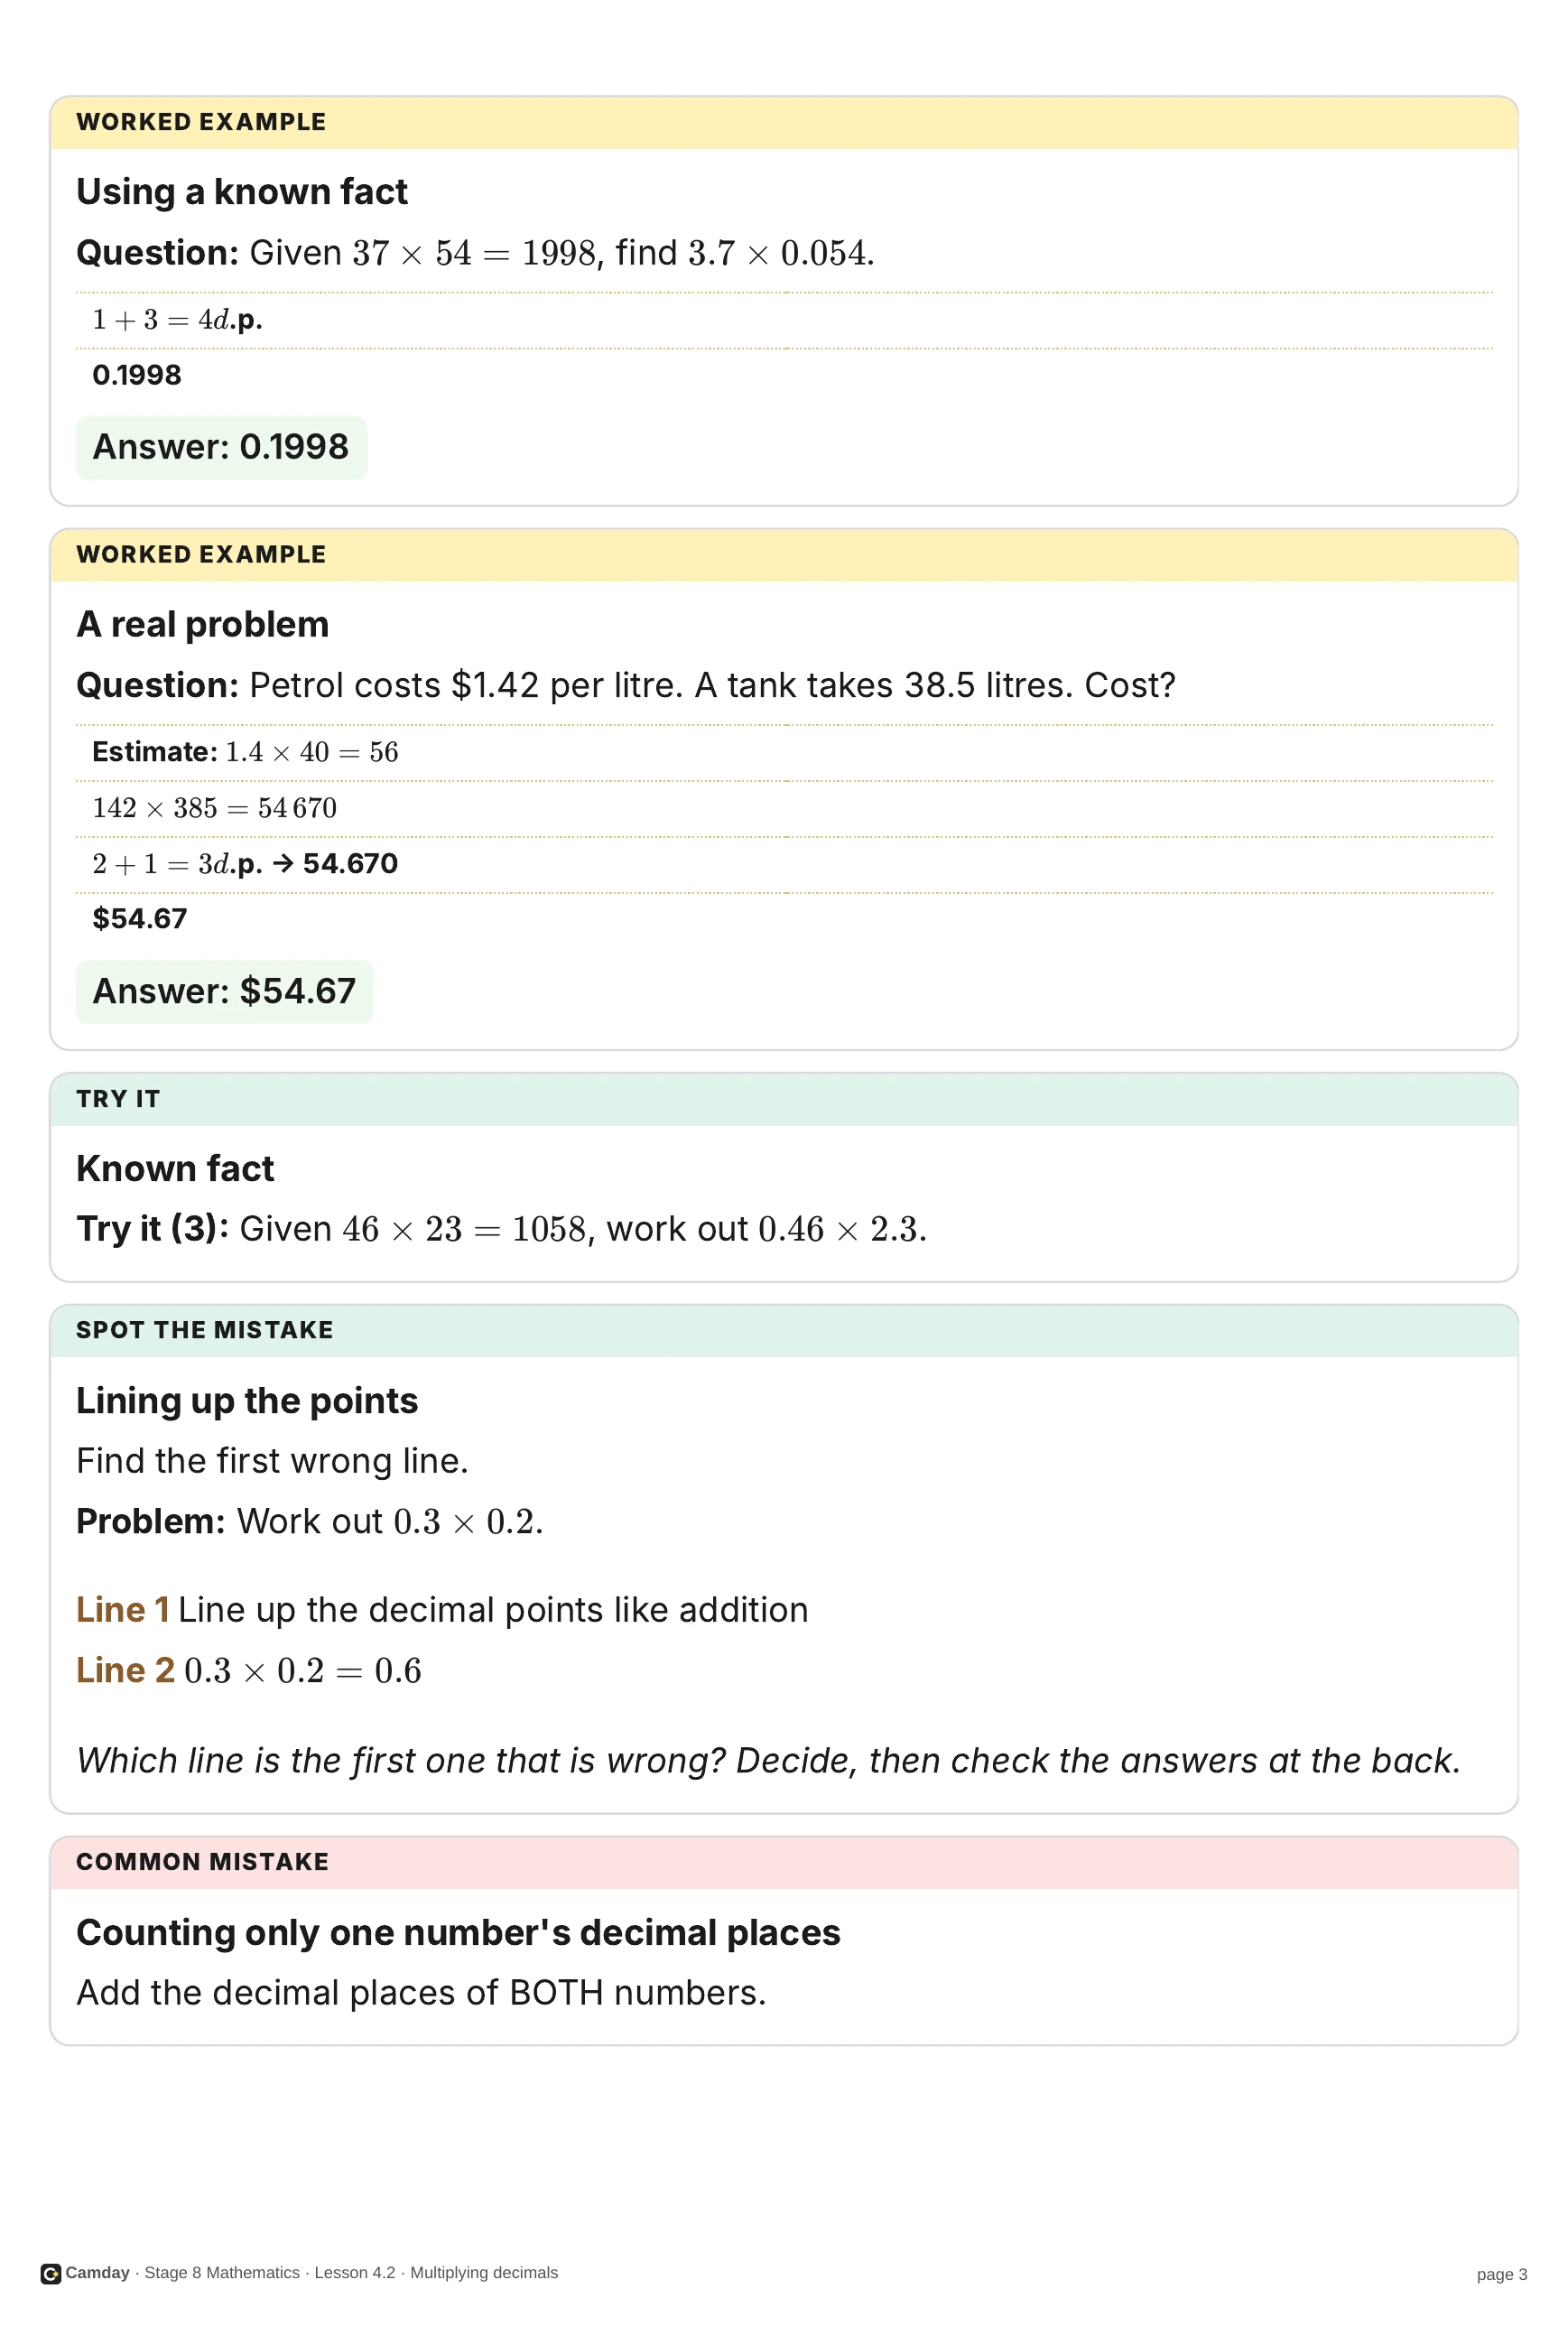 WORKED EXAMPLE
Using a known fact
Question: Given 37 × 54 = 1998, find 3.7 × 0.054.
1 + 3 = 4d.p.
0.1998
Answer: 0.1998
WORKED EXAMPLE
A real problem
Question: Petrol costs $1.42 per litre. A tank takes 38.5 litres. Cost?
Estimate: 1.4 × 40 = 56
142 × 385 = 54 670
2 + 1 = 3d.p. → 54.670
$54.67
Answer: $54.67
TRY IT
Known fact
Try it (3): Given 46 × 23 = 1058, work out 0.46 × 2.3.
SPOT THE MISTAKE
Lining up the points
Find the first wrong line.
Problem: Work out 0.3 × 0.2.
Line 1 Line up the decimal points like addition
Line 2 0.3 × 0.2 = 0.6
Which line is the first one that is wrong? Decide, then check the answers at the back.
COMMON MISTAKE
Counting only one number's decimal places
Add the decimal places of BOTH numbers.
Camday · Stage 8 Mathematics · Lesson 4.2 · Multiplying decimals
page 3